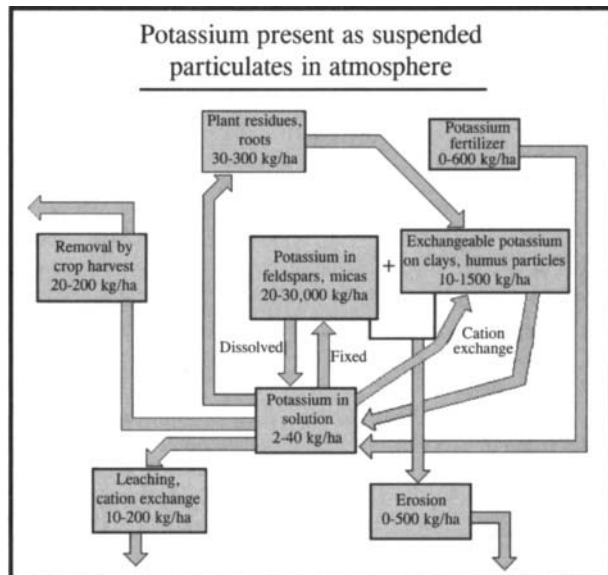 Potassium present as suspended
particulates in atmosphere
Plant residues,
roots
30-300 kg/ha
Potassium
fertilizer
0-600 kg/ha
Removal by
crop harvest
20-200 kg/ha
Potassium in
feldspars, micas
20-30,000 kg/ha
+
Exchangeable potassium
on clays, humus particles
10-1500 kg/ha
Dissolved
Fixed
Cation
exchange
Potassium in
solution
2-40 kg/ha
Leaching,
cation exchange
10-200 kg/ha
Erosion
0-500 kg/ha